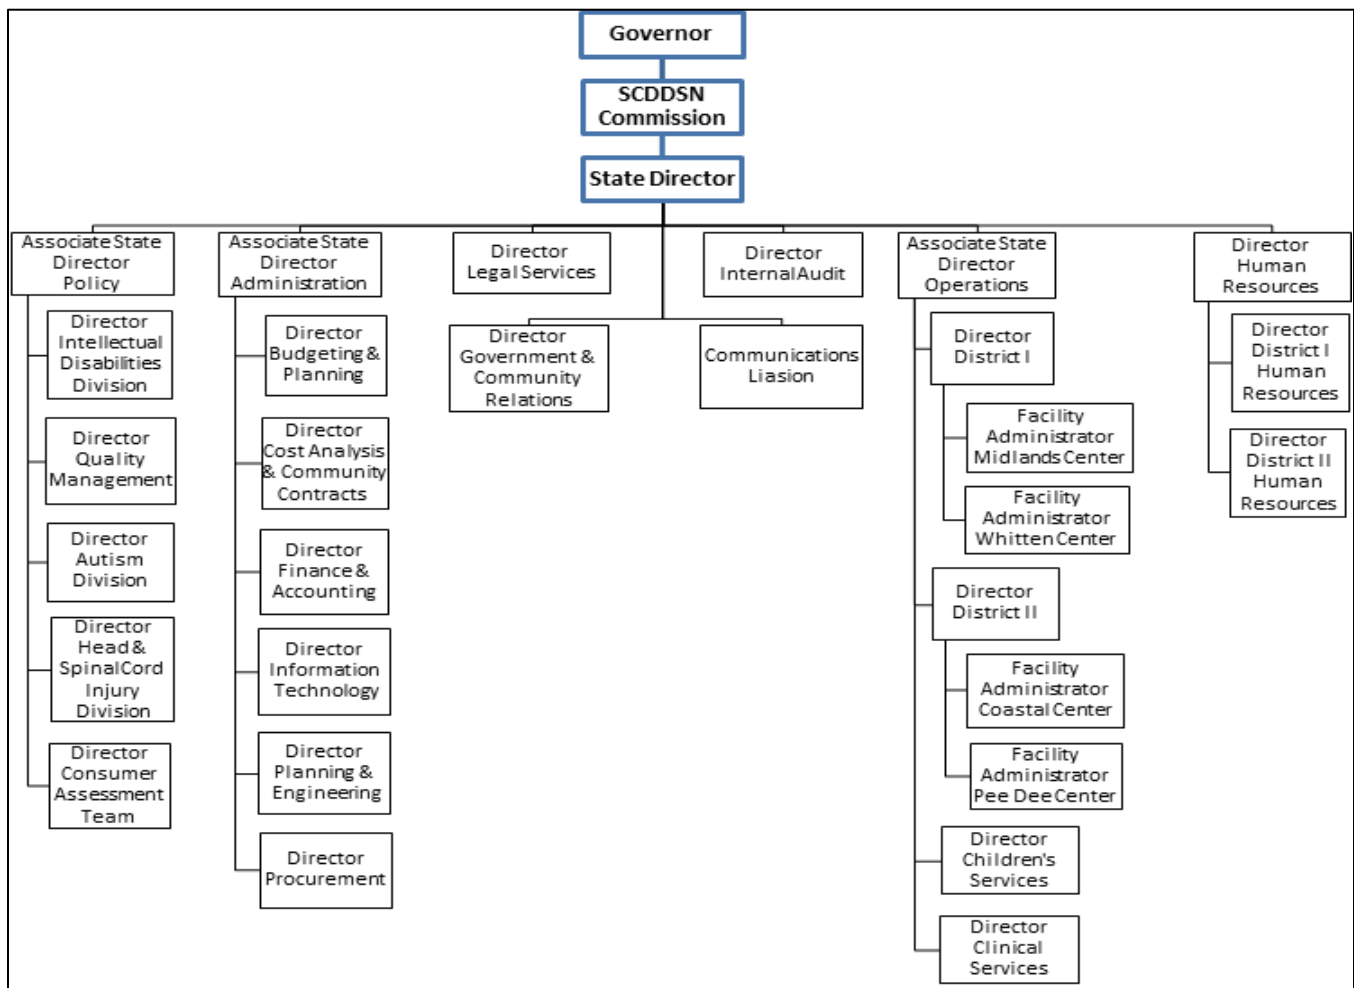 Governor
SCDDSN
Commission
State Director
Associate State
Director
Policy
Associate State
Director
Administration
Director
Legal Services
Director
Internal Audit
Associate State
Director
Operations
Director
Human
Resources
Director
Intellectual
Disabilities
Division
Director
Quality
Management
Director
Autism
Division
Director
Head &
Spinal Cord
Injury
Division
Director
Consumer
Assessment
Team
Director
Budgeting &
Planning
Director
Cost Analysis
& Community
Contracts
Director
Finance &
Accounting
Director
Information
Technology
Director
Planning &
Engineering
Director
Procurement
Director
Government &
Community
Relations
Communications
Liasion
Director
District I
Facility
Administrator
Midlands Center
Facility
Administrator
Whitten Center
Director
District II
Facility
Administrator
Coastal Center
Facility
Administrator
Pee Dee Center
Director
Children's
Services
Director
Clinical
Services
Director
District I
Human
Resources
Director
District II
Human
Resources